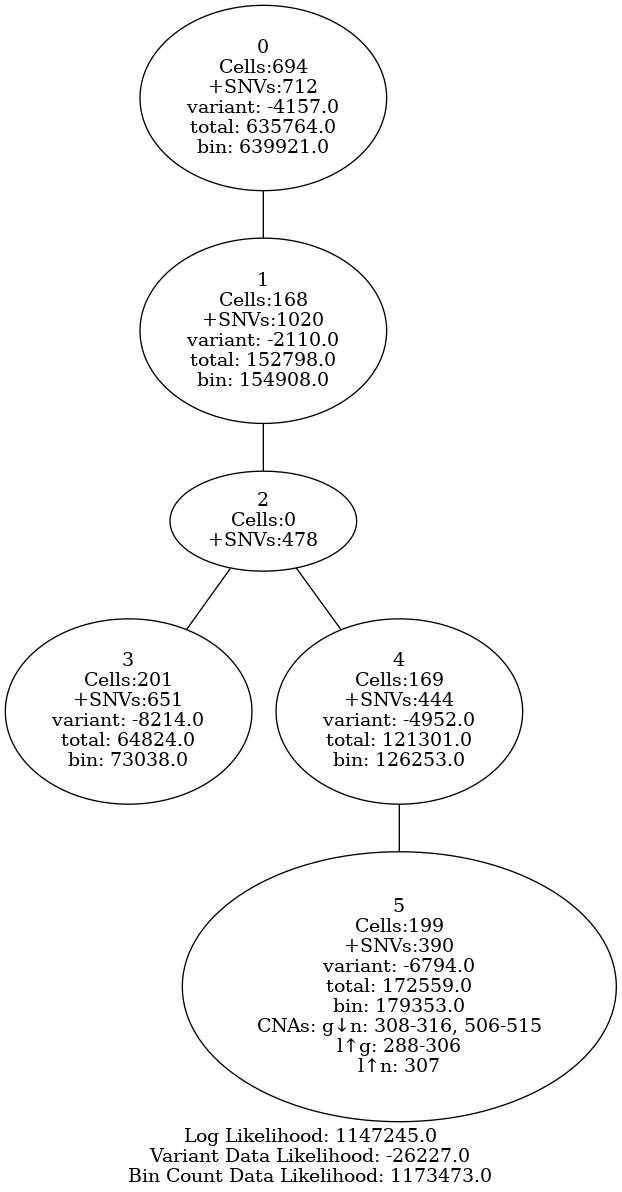 0
Cells:694
+SNVs:712
variant: -4157.0
total: 635764.0
bin: 639921.0
1
Cells:168
+SNVs:1020
variant: -2110.0
total: 152798.0
bin: 154908.0
2
Cells:0
+SNVs:478
3
Cells:201
+SNVs:651
variant: -8214.0
total: 64824.0
bin: 73038.0
4
Cells:169
+SNVs:444
variant: -4952.0
total: 121301.0
bin: 126253.0
5
Cells:199
+SNVs:390
variant: -6794.0
total: 172559.0
bin: 179353.0
CNAs: g↓n: 308-316, 506-515
l↑g: 288-306
l↑n: 307
Log Likelihood: 1147245.0
Variant Data Likelihood: -26227.0
Bin Count Data Likelihood: 1173473.0